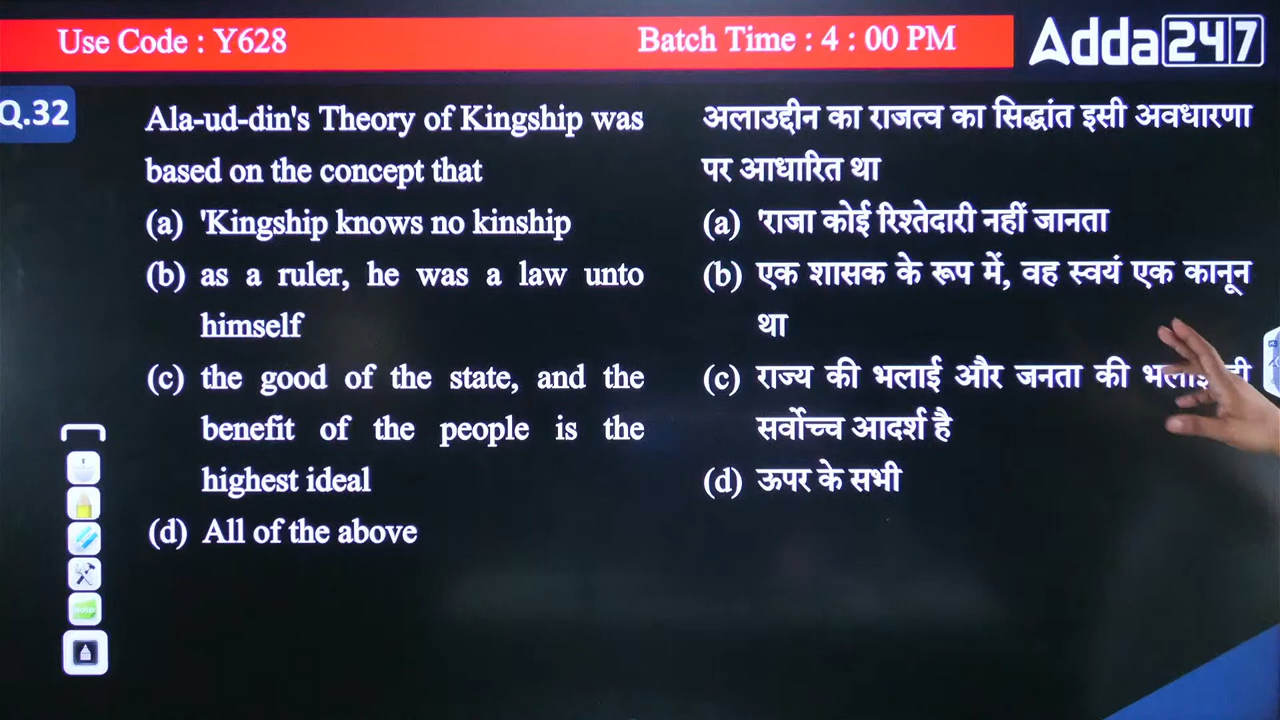 Use Code : Y628
Batch Time : 4 : 00 PM
Adda247
Q.32
Ala-ud-din's Theory of Kingship was
based on the concept that
(a) 'Kingship knows no kinship
(b) as a ruler, he was a law unto
himself
(c) the good of the state, and the
benefit of the people is the
highest ideal
(d) All of the above
अलाउद्दीन का राजत्व का सिद्धांत इसी अवधारणा
पर आधारित था
(a) 'राजा कोई रिश्तेदारी नहीं जानता
(b) एक शासक के रूप में, वह स्वयं एक कानून
था
(c) राज्य की भलाई और जनता की भलाई
सर्वोच्च आदर्श है
(d) ऊपर के सभी